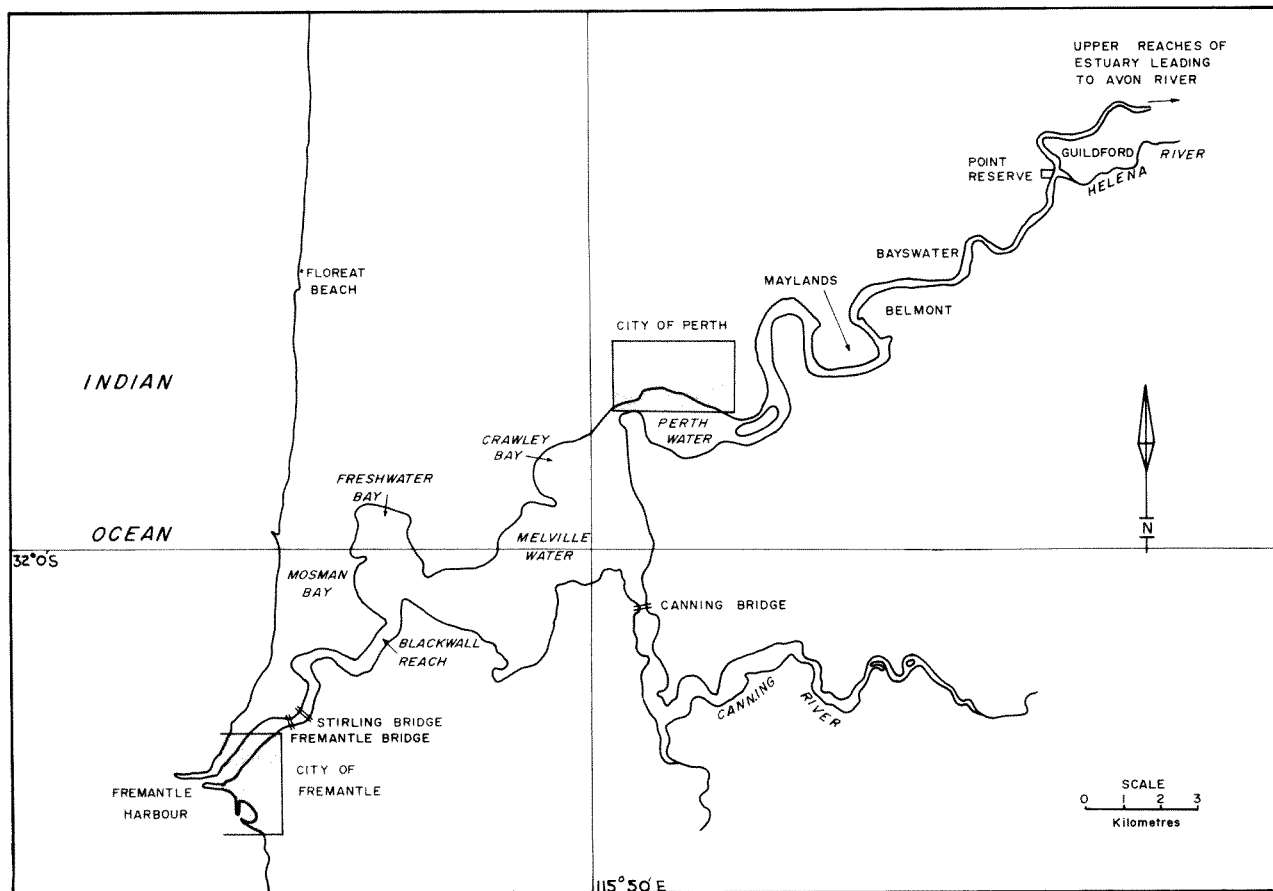 UPPER REACHES OF
ESTUARY LEADING
TO AVON RIVER
GUILDFORD
RIVER
POINT
RESERVE
HELENA
BAYSWATER
FLOREAT
BEACH
MAYLANDS
BELMONT
CITY OF PERTH
INDIAN
PERTH
WATER
CRAWLEY
BAY
FRESHWATER
BAY
OCEAN
MELVILLE
WATER
N
32°0'S
MOSMAN
BAY
CANNING BRIDGE
BLACKWALL
REACH
CANNING
RIVER
STIRLING BRIDGE
FREMANTLE BRIDGE
CITY OF
FREMANTLE
FREMANTLE
HARBOUR
SCALE
0 1 2 3
Kilometres
115°50'E